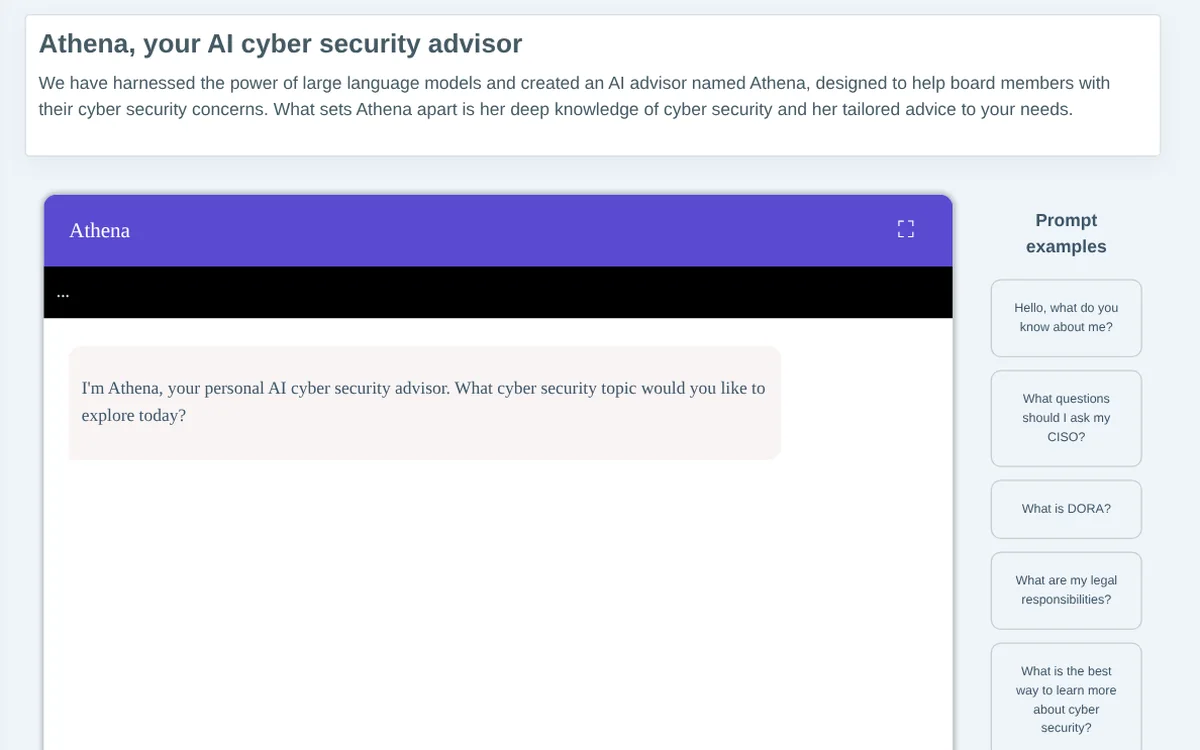 Athena, your AI cyber security advisor
We have harnessed the power of large language models and created an AI advisor named Athena, designed to help board members with
their cyber security concerns. What sets Athena apart is her deep knowledge of cyber security and her tailored advice to your needs.
Athena
...
I'm Athena, your personal AI cyber security advisor. What cyber security topic would you like to
explore today?
Prompt
examples
Hello, what do you
know about me?
What questions
should I ask my
CISO?
What is DORA?
What are my legal
responsibilities?
What is the best
way to learn more
about cyber
security?